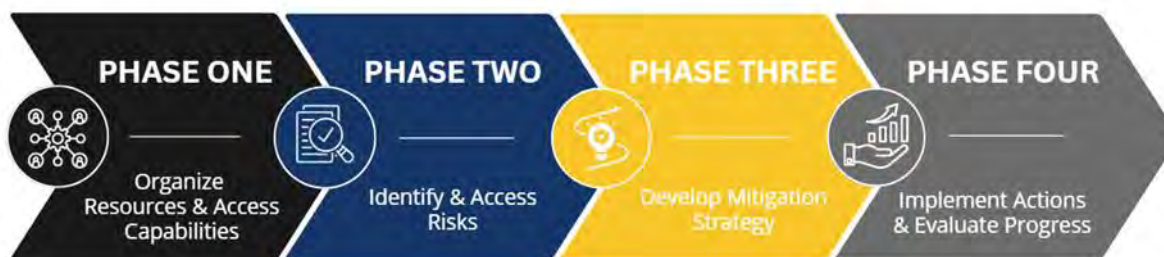 PHASE ONE
Organize
Resources & Access
Capabilities
PHASE TWO
Identify & Access
Risks
PHASE THREE
Develop Mitigation
Strategy
PHASE FOUR
Implement Actions
& Evaluate Progress